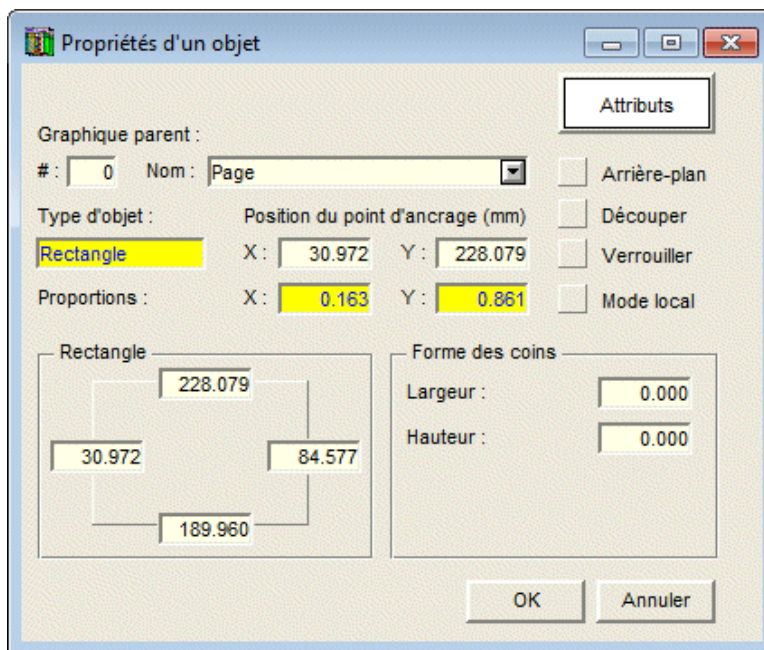 Propriétés d'un objet
Attributs
Graphique parent :
# : 0 Nom : Page
Arrière-plan
Type d'objet : Position du point d'ancrage (mm)
Découper
Rectangle X : 30.972 Y : 228.079
Verrouiller
Proportions : X : 0.163 Y : 0.861
Mode local
Rectangle
228.079
30.972 84.577
189.960
Forme des coins
Largeur : 0.000
Hauteur : 0.000
OK Annuler